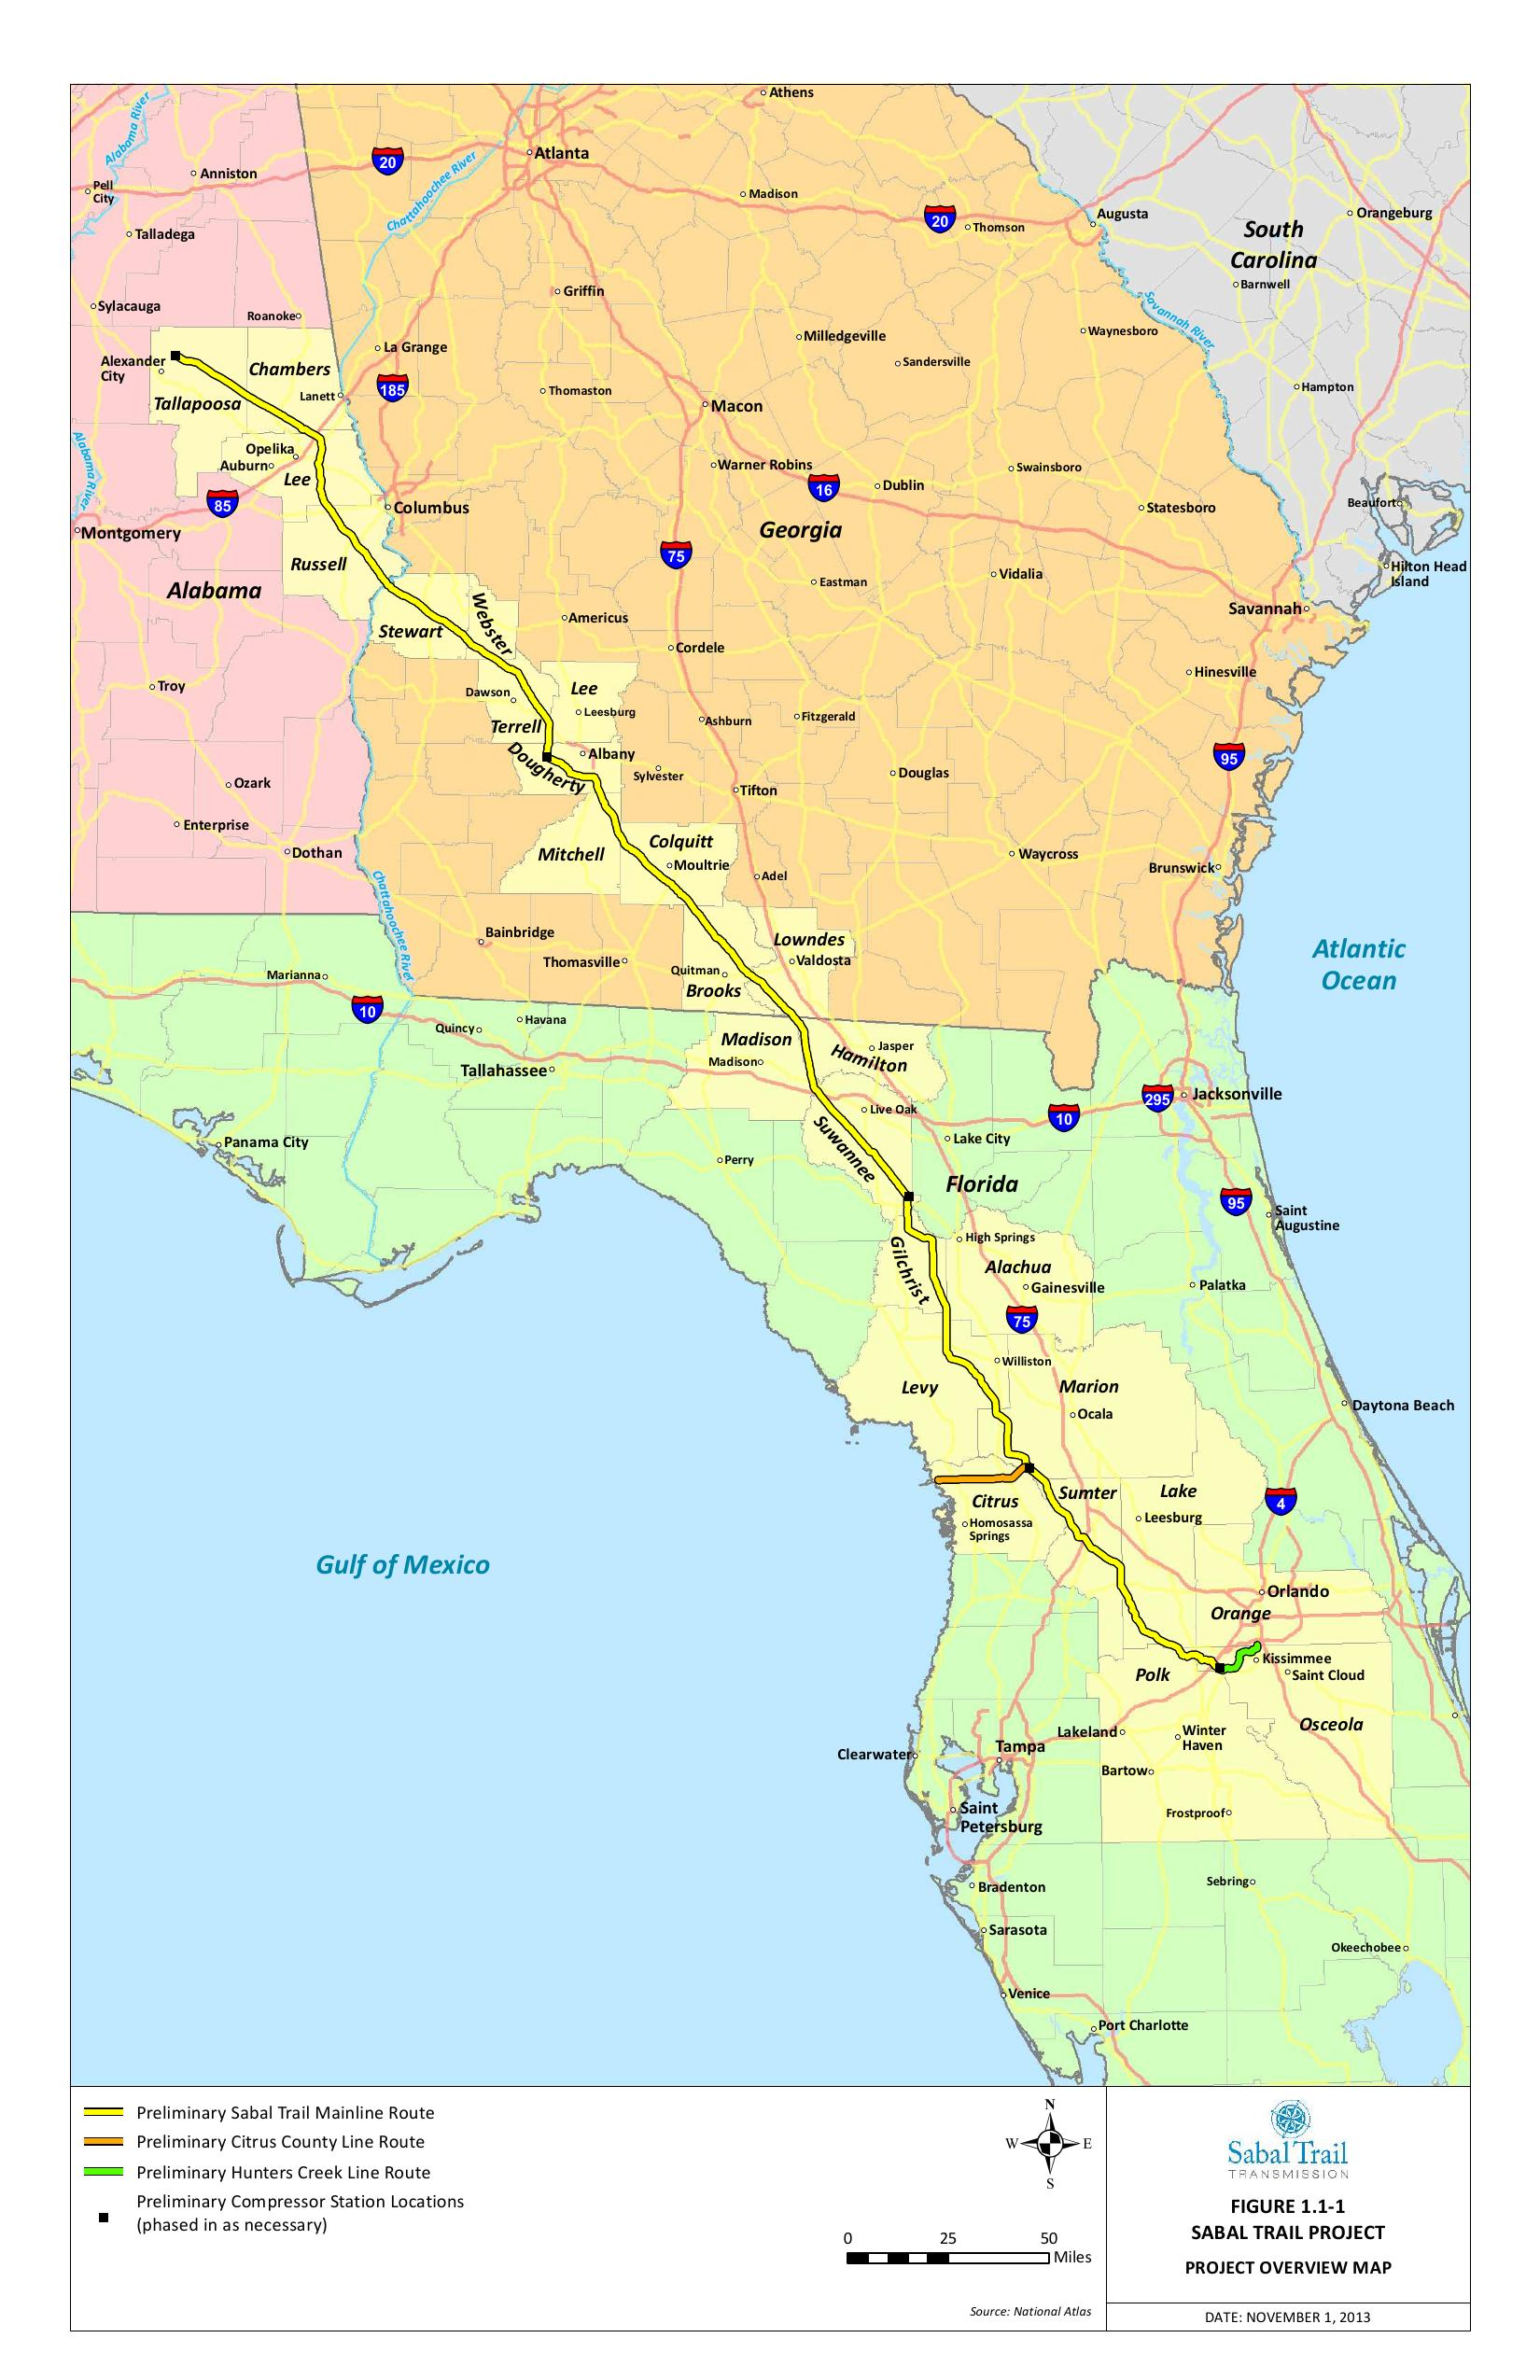 Athens
Alabama River
20
Atlanta
Chattahoochee River
Anniston
Pell
City
Madison
Talladega
20
Thomson
Augusta
Orangeburg
South
Carolina
Barnwell
Griffin
Savannah River
Sylacauga
Roanoke
Waynesboro
Milledgeville
La Grange
Sandersville
Alexander
City
Chambers
185
Hampton
Thomaston
Lanett
Tallapoosa
Macon
Alabama River
Opelika
Auburn
Warner Robins
Swainsboro
Lee
16
Dublin
85
Columbus
Statesboro
Beaufort
Montgomery
Georgia
75
Russell
Hilton Head
Island
Vidalia
Eastman
Alabama
Webster
Savannah
Americus
Stewart
Cordele
Hinesville
Troy
Dawson
Lee
Leesburg
Terrell
Ashburn
Fitzgerald
Dougherty
Albany
95
Sylvester
Douglas
Ozark
Tifton
Enterprise
Colquitt
Dothan
Mitchell
Moultrie
Waycross
Brunswick
Adel
Chattahoochee River
Bainbridge
Lowndes
Atlantic
Ocean
Thomasville
Valdosta
Marianna
Quitman
Brooks
10
Quincy
Havana
Madison
Jasper
Hamilton
Madison
Tallahassee
295
Jacksonville
Live Oak
10
Panama City
Suwannee
Lake City
Perry
Florida
95
Saint
Augustine
High Springs
Gilchrist
Alachua
Gainesville
Palatka
75
Williston
Levy
Marion
Daytona Beach
Ocala
Citrus
Sumter
Lake
4
Leesburg
Homosassa
Springs
Gulf of Mexico
Orlando
Orange
Kissimmee
Saint Cloud
Polk
Osceola
Lakeland
Winter
Haven
Clearwater
Tampa
Bartow
Saint
Petersburg
Frostproof
Sebring
Bradenton
Sarasota
Okeechobee
Venice
Port Charlotte
Preliminary Sabal Trail Mainline Route
Preliminary Citrus County Line Route
Preliminary Hunters Creek Line Route
Preliminary Compressor Station Locations
(phased in as necessary)
N
W E
S
0 25 50
Miles
Source: National Atlas
Sabal Trail
TRANSMISSION
FIGURE 1.1-1
SABAL TRAIL PROJECT
PROJECT OVERVIEW MAP
DATE: NOVEMBER 1, 2013